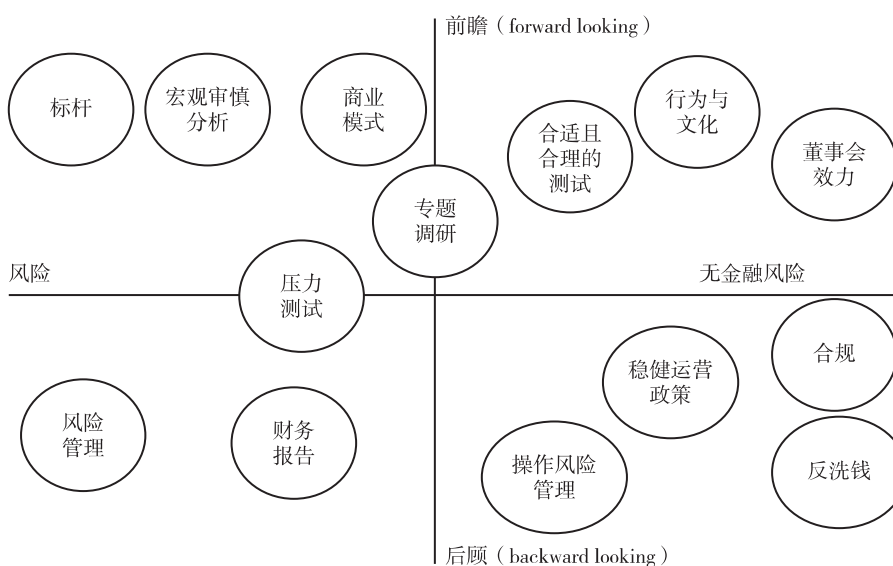 前瞻（forward looking）
标杆
宏观审慎
分析
商业
模式
合适且
合理的
测试
行为与
文化
董事会
效力
专题
调研
风险
无金融风险
压力
测试
合规
稳健运营
政策
风险
管理
财务
报告
操作风险
管理
反洗钱
后顾（backward looking）